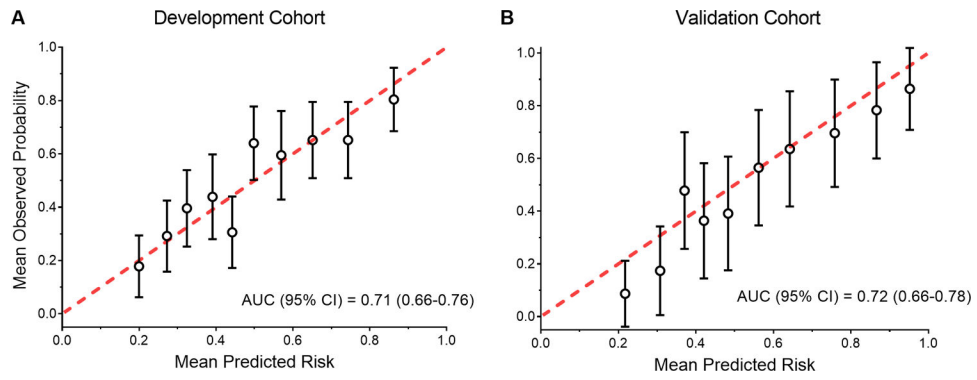 A
Development Cohort
Mean Observed Probability
1.0
0.8
0.6
0.4
0.2
0.0
AUC (95% CI) = 0.71 (0.66-0.76)
0.0 0.2 0.4 0.6 0.8 1.0
Mean Predicted Risk
B
Validation Cohort
1.0
0.8
0.6
0.4
0.2
0.0
AUC (95% CI) = 0.72 (0.66-0.78)
0.0 0.2 0.4 0.6 0.8 1.0
Mean Predicted Risk